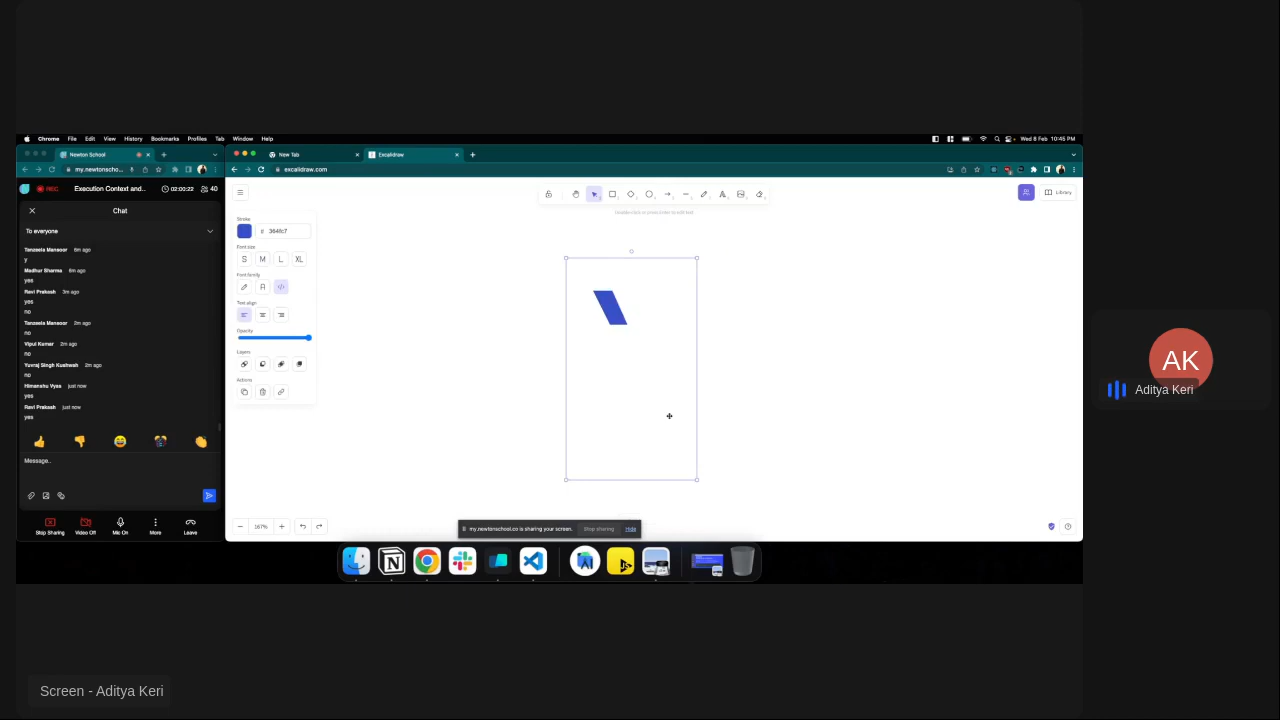 Chrome File Edit View History Bookmarks Profiles Tab Window Help
Wed 8 Feb 10:45 PM
Newton School
New Tab
Excalidraw
my.newtonscho...
excalidraw.com
REC
Execution Context and..
02:00:22
40
Library
Chat
To everyone
Tanzeela Mansoor 6m ago
y
Madhur Sharma 6m ago
yes
Ravi Prakash 3m ago
yes
no
Tanzeela Mansoor 2m ago
no
Vipul Kumar 2m ago
no
Yuvraj Singh Kushwah 2m ago
no
Himanshu Vyas just now
yes
Ravi Prakash just now
yes
Message..
Stop Sharing
Video Off
Mic On
More
Leave
Stroke
# 364fc7
Font size
S M L XL
Font family
A
Text align
Opacity
Layers
Actions
167%
my.newtonschool.co is sharing your screen.
Stop sharing
Hide
AK
Aditya Keri
Screen - Aditya Keri